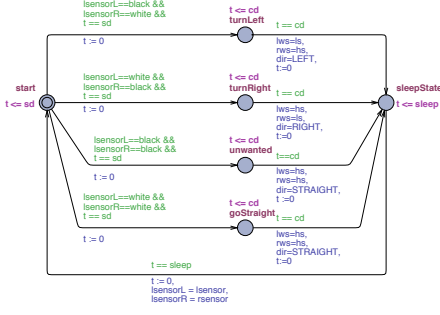 lsensorL==black &&
lsensorR==white &&
t == sd
t := 0
t <= cd
turnLeft
t == cd
lws=ls,
rws=hs,
dir=LEFT,
t:=0
start
t <= sd
lsensorL==white &&
lsensorR==black &&
t == sd
t := 0
t <= cd
turnRight
t == cd
lws=hs,
rws=ls,
dir=RIGHT,
t:=0
sleepState
t <= sleep
lsensorL==black &&
lsensorR==black &&
t == sd
t := 0
t <= cd
unwanted
t==cd
lws=hs,
rws=hs,
dir=STRAIGHT,
t :=0
lsensorL==white &&
lsensorR==white &&
t == sd
t := 0
t <= cd
goStraight
t == cd
lws=hs,
rws=hs,
dir=STRAIGHT,
t:=0
t == sleep
t := 0,
lsensorL = lsensor,
lsensorR = rsensor